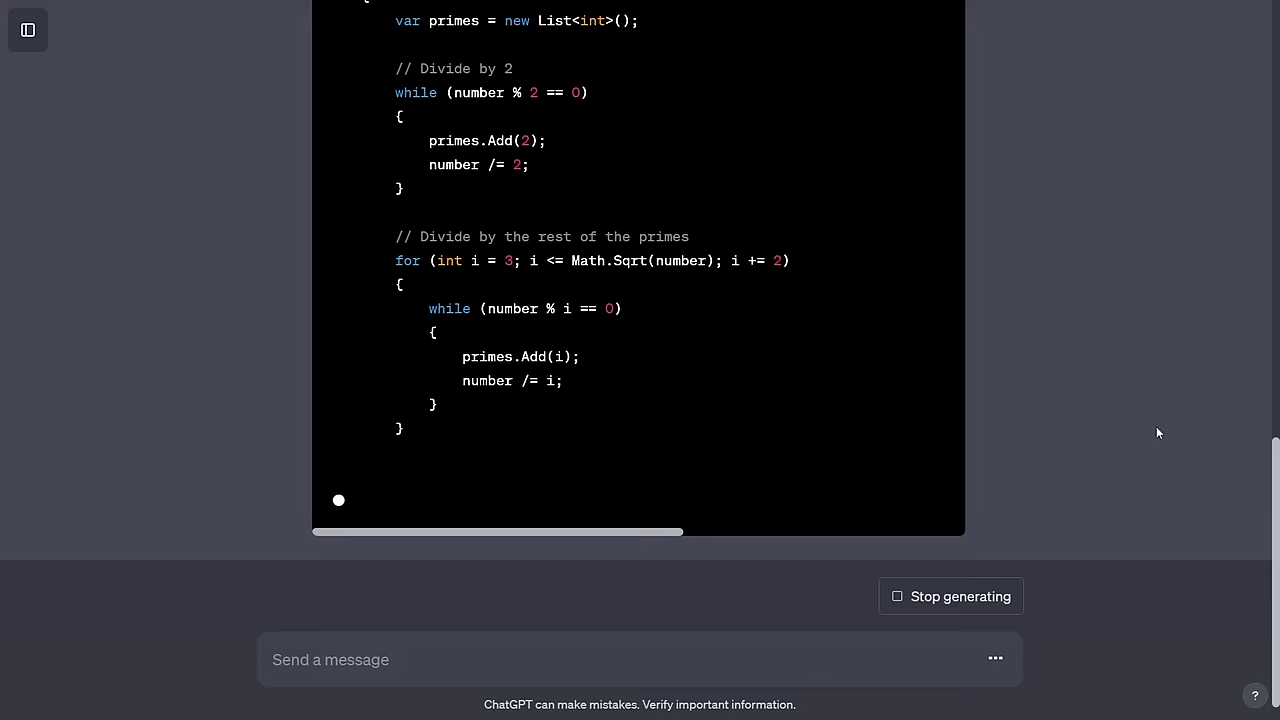 {
var primes = new List<int>();
// Divide by 2
while (number % 2 == 0)
{
primes.Add(2);
number /= 2;
}
// Divide by the rest of the primes
for (int i = 3; i <= Math.Sqrt(number); i += 2)
{
while (number % i == 0)
{
primes.Add(i);
number /= i;
}
}
Stop generating
Send a message
ChatGPT can make mistakes. Verify important information.
?